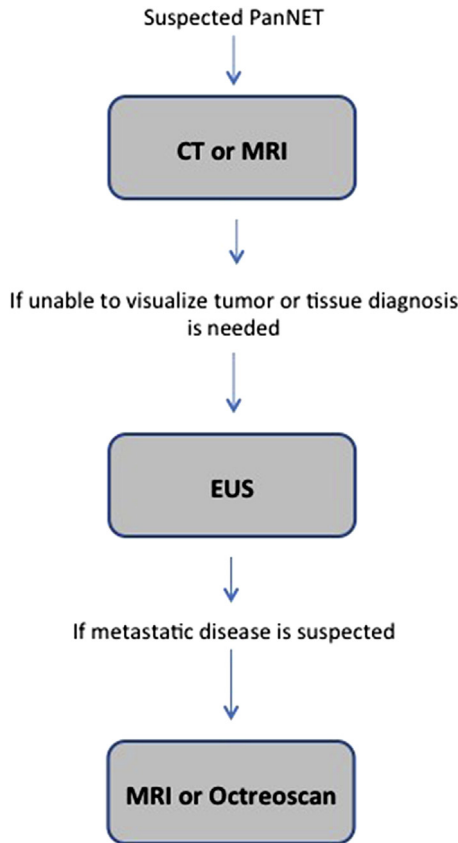 Suspected PanNET
CT or MRI
If unable to visualize tumor or tissue diagnosis
is needed
EUS
If metastatic disease is suspected
MRI or Octreoscan